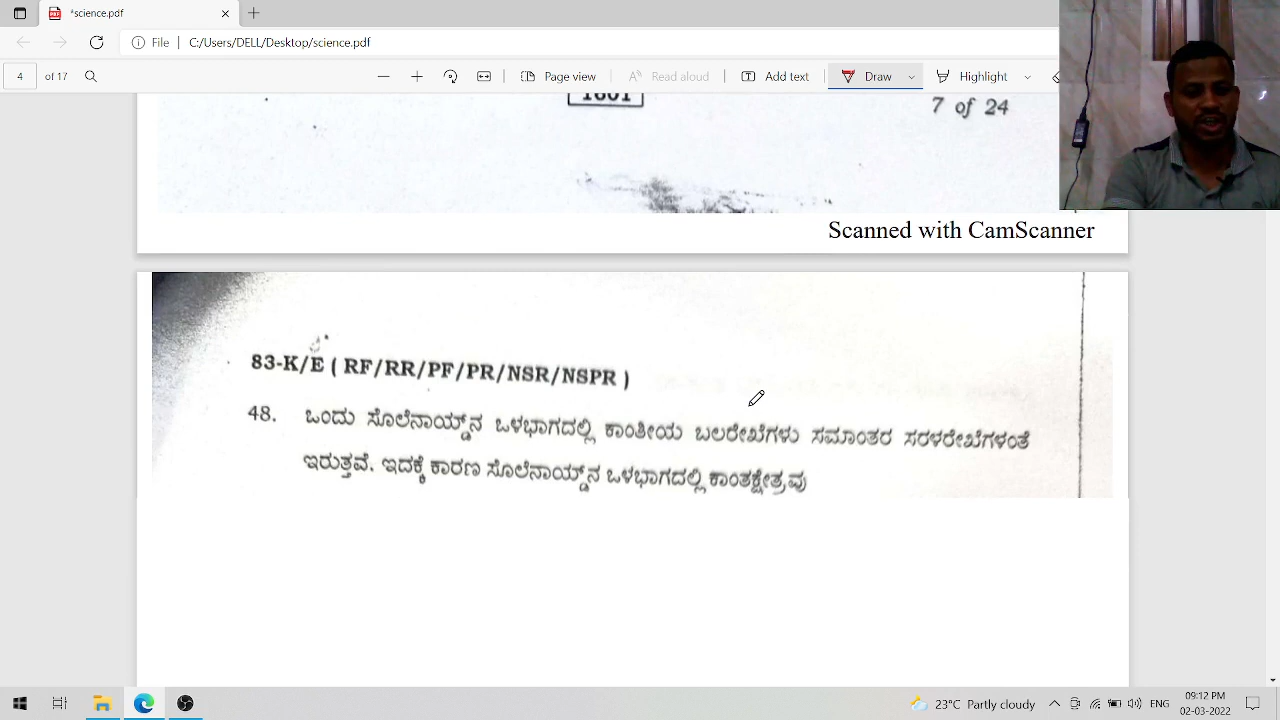 *science.pdf
File | C:/Users/DELL/Desktop/science.pdf
4 of 17 Page view Read aloud Add text Draw Highlight
1801
7 of 24
Scanned with CamScanner
83-K/E ( RF/RR/PF/PR/NSR/NSPR )
48. ಒಂದು ಸೊಲೆನಾಯ್ಡ್‌ನ ಒಳಭಾಗದಲ್ಲಿ ಕಾಂತೀಯ ಬಲರೇಖೆಗಳು ಸಮಾಂತರ ಸರಳರೇಖೆಗಳಂತೆ
ಇರುತ್ತವೆ. ಇದಕ್ಕೆ ಕಾರಣ ಸೊಲೆನಾಯ್ಡ್‌ನ ಒಳಭಾಗದಲ್ಲಿ ಕಾಂತಕ್ಷೇತ್ರವು
23°C Partly cloudy ENG 09:12 PM
02-03-2022